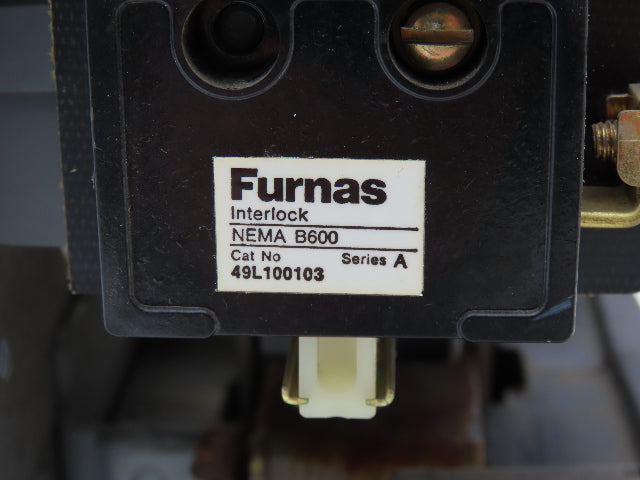 Furnas
Interlock
NEMA B600
Cat No Series A
49L100103